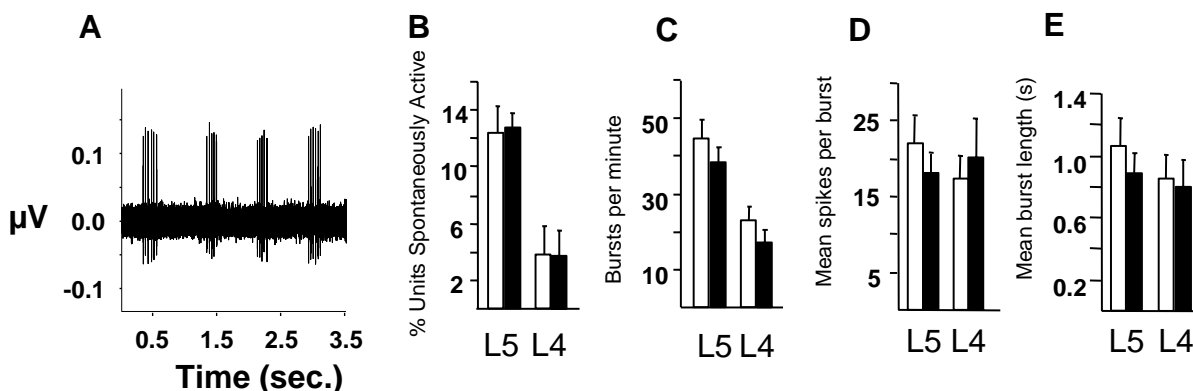 A
µV
0.1
0.0
-0.1
0.5 1.5 2.5 3.5
Time (sec.)
B
% Units Spontaneously Active
14
10
6
2
L5 L4
C
Bursts per minute
50
30
10
L5 L4
D
Mean spikes per burst
25
15
5
L5 L4
E
Mean burst length (s)
1.4
1.0
0.6
0.2
L5 L4